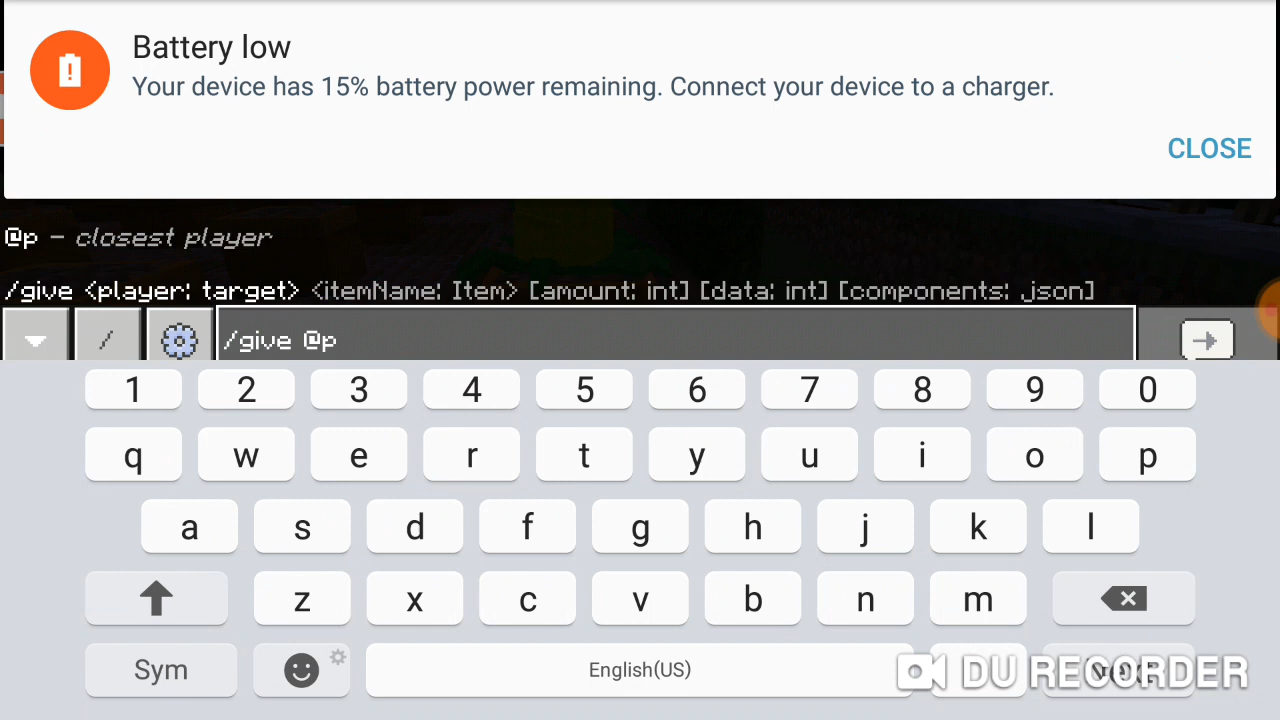 Battery low
Your device has 15% battery power remaining. Connect your device to a charger.
CLOSE
@p - closest player
/give <player: target> <itemName: Item> [amount: int] [data: int] [components: json]
/ /give @p
1 2 3 4 5 6 7 8 9 0
q w e r t y u i o p
a s d f g h j k l
z x c v b n m
Sym English(US) Next
DU RECORDER